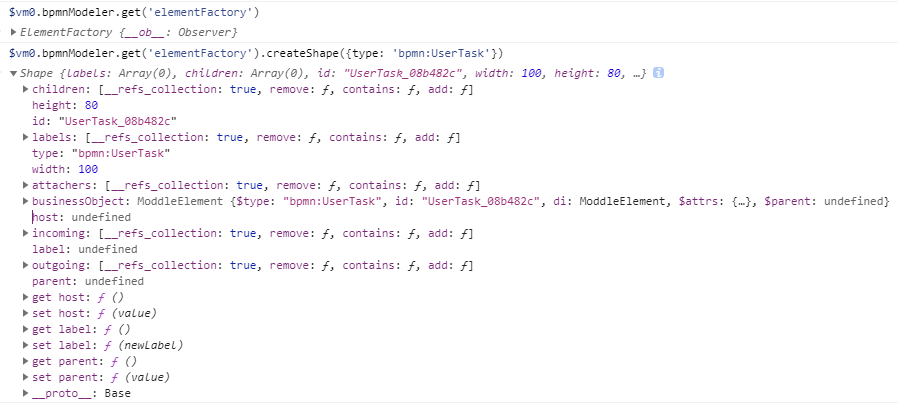 $vm0.bpmnModeler.get('elementFactory')
ElementFactory {__ob__: Observer}
$vm0.bpmnModeler.get('elementFactory').createShape({type: 'bpmn:UserTask'})
Shape {labels: Array(0), children: Array(0), id: "UserTask_08b482c", width: 100, height: 80, …}
children: [__refs_collection: true, remove: ƒ, contains: ƒ, add: ƒ]
height: 80
id: "UserTask_08b482c"
labels: [__refs_collection: true, remove: ƒ, contains: ƒ, add: ƒ]
type: "bpmn:UserTask"
width: 100
attachers: [__refs_collection: true, remove: ƒ, contains: ƒ, add: ƒ]
businessObject: ModdleElement {$type: "bpmn:UserTask", id: "UserTask_08b482c", di: ModdleElement, $attrs: {…}, $parent: undefined}
host: undefined
incoming: [__refs_collection: true, remove: ƒ, contains: ƒ, add: ƒ]
label: undefined
outgoing: [__refs_collection: true, remove: ƒ, contains: ƒ, add: ƒ]
parent: undefined
get host: ƒ ()
set host: ƒ (value)
get label: ƒ ()
set label: ƒ (newLabel)
get parent: ƒ ()
set parent: ƒ (value)
__proto__: Base